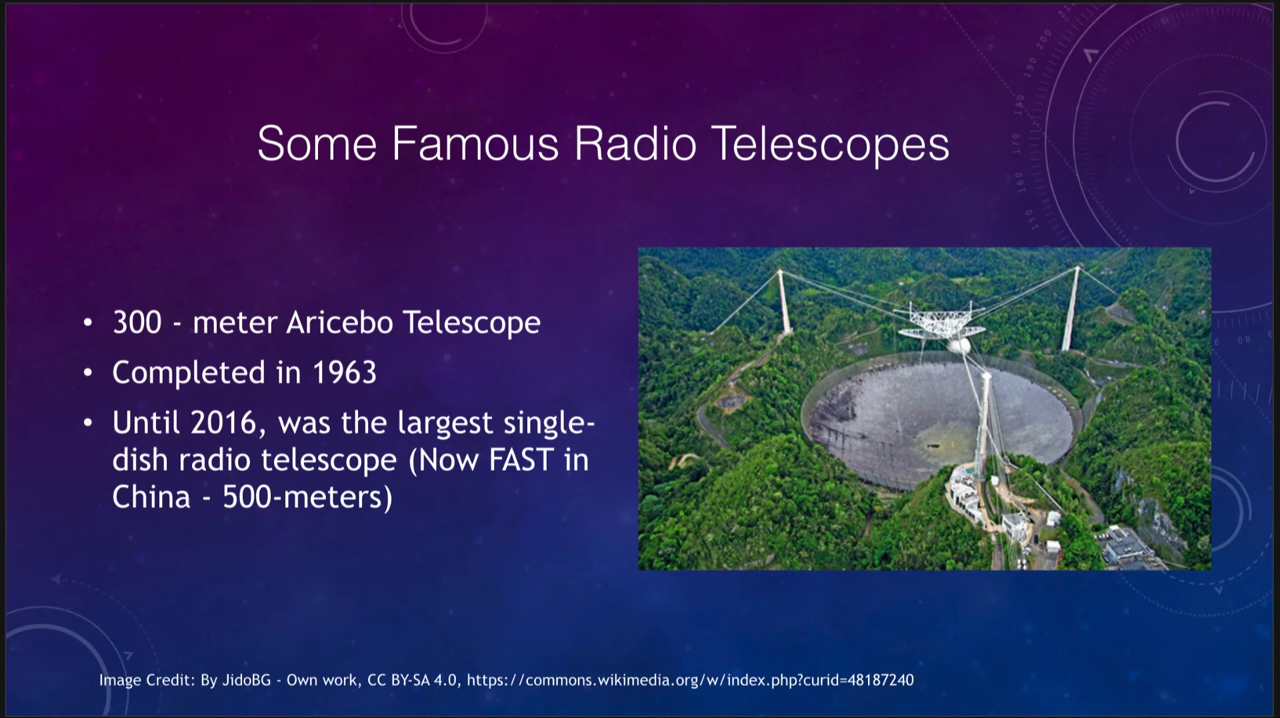 Some Famous Radio Telescopes
• 300 - meter Aricebo Telescope
• Completed in 1963
• Until 2016, was the largest single-
dish radio telescope (Now FAST in
China - 500-meters)
Image Credit: By JidoBG - Own work, CC BY-SA 4.0, https://commons.wikimedia.org/w/index.php?curid=48187240